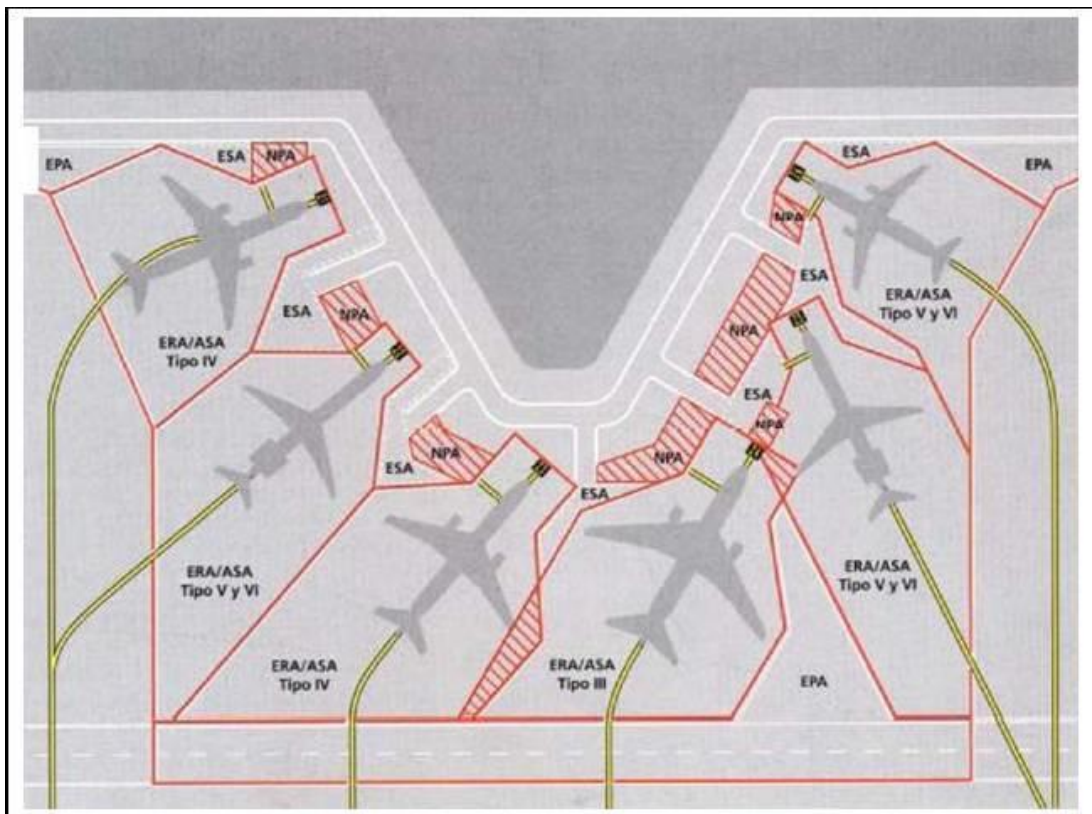 EPA
ESA
NPA
ESA
EPA
NPA
ERA/ASA
Tipo IV
ESA
NPA
ESA
ERA/ASA
Tipo V y VI
NPA
ESA
NPA
ESA
NPA
NPA
ESA
ERA/ASA
Tipo V y VI
ERA/ASA
Tipo V y VI
ERA/ASA
Tipo IV
ERA/ASA
Tipo III
EPA